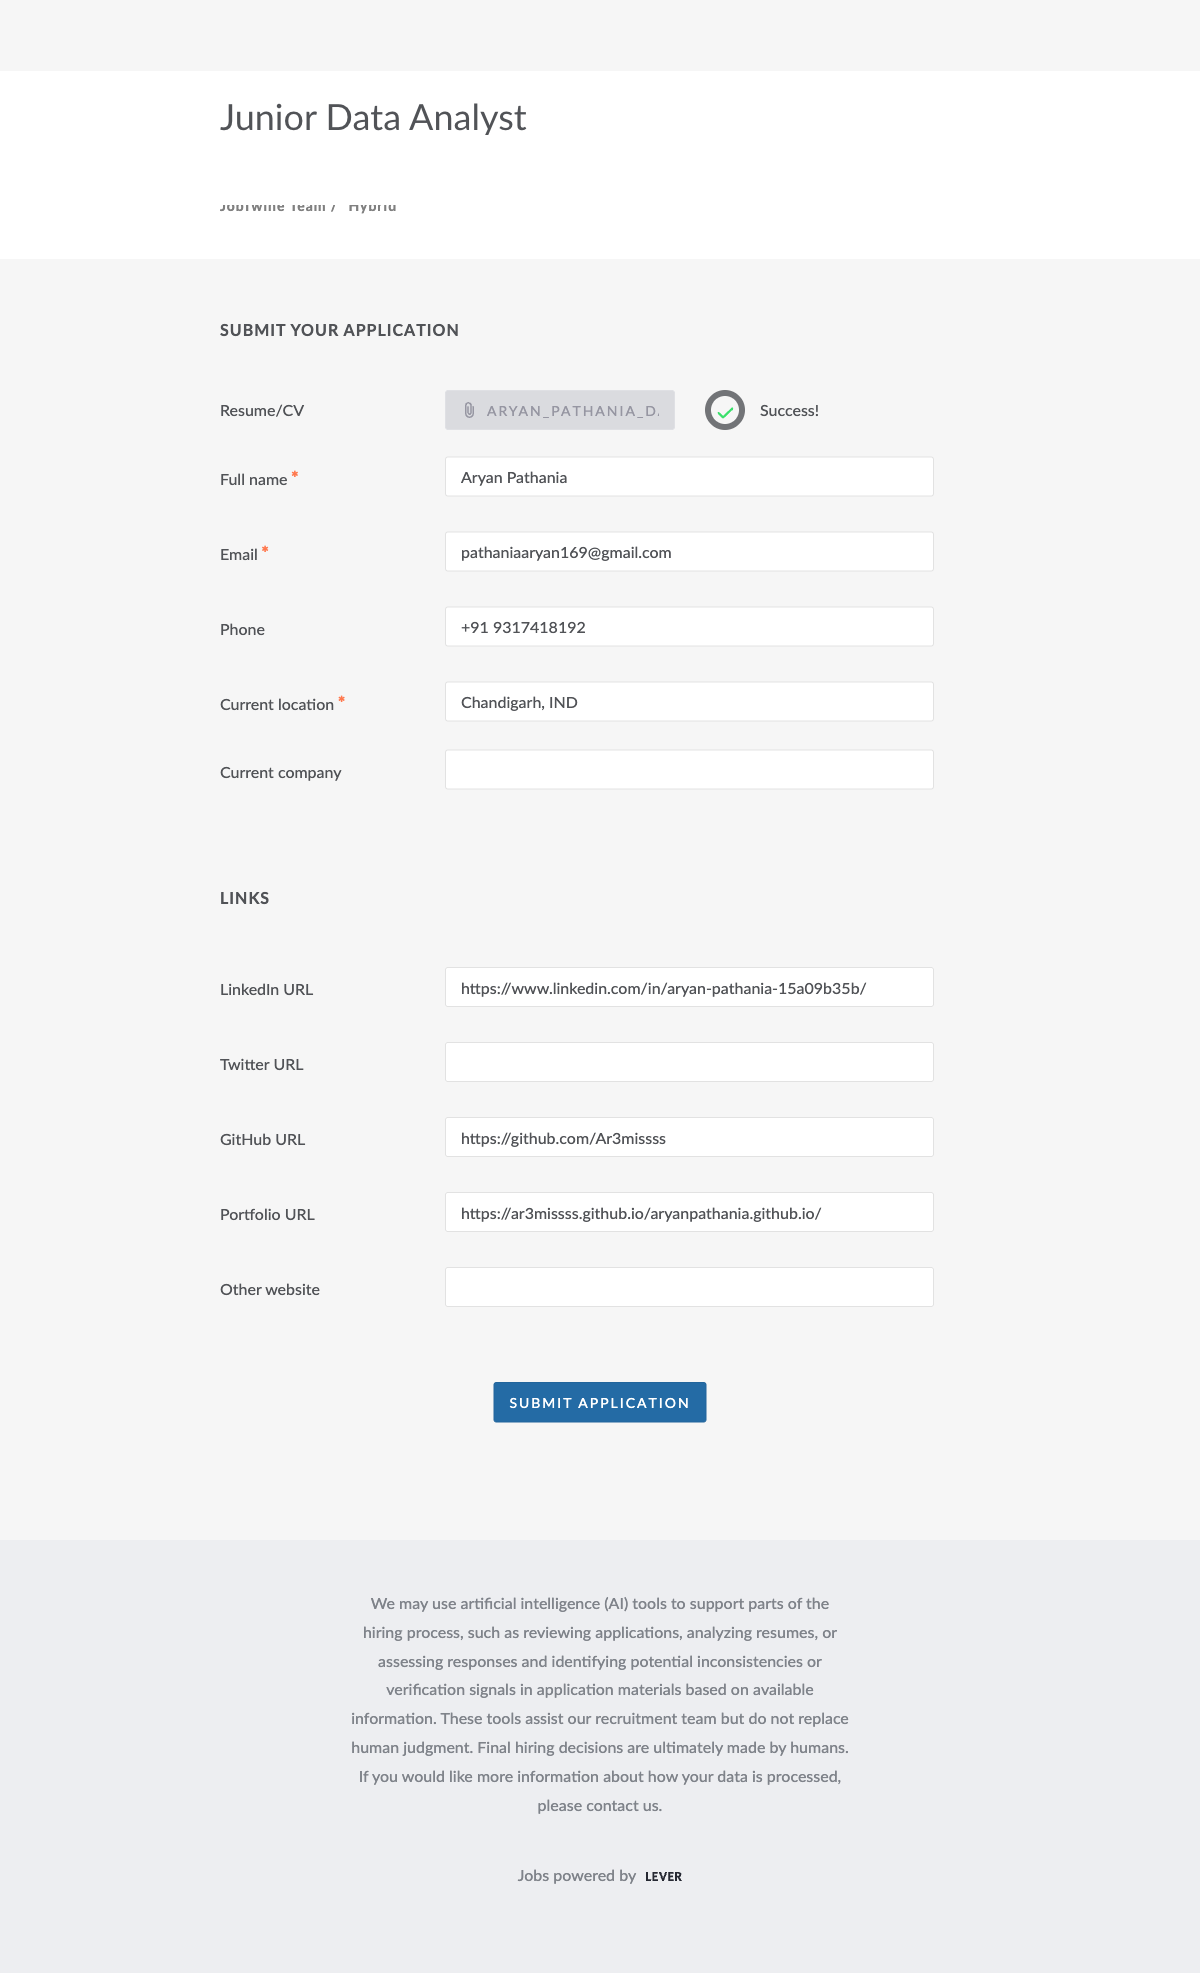 Junior Data Analyst
Team / Hybrid
SUBMIT YOUR APPLICATION
Resume/CV
ARYAN_PATHANIA_D
Success!
Full name *
Aryan Pathania
Email *
pathaniaaryan169@gmail.com
Phone
+91 9317418192
Current location *
Chandigarh, IND
Current company
LINKS
LinkedIn URL
https://www.linkedin.com/in/aryan-pathania-15a09b35b/
Twitter URL
GitHub URL
https://github.com/Ar3missss
Portfolio URL
https://ar3missss.github.io/aryanpathania.github.io/
Other website
SUBMIT APPLICATION
We may use artificial intelligence (AI) tools to support parts of the
hiring process, such as reviewing applications, analyzing resumes, or
assessing responses and identifying potential inconsistencies or
verification signals in application materials based on available
information. These tools assist our recruitment team but do not replace
human judgment. Final hiring decisions are ultimately made by humans.
If you would like more information about how your data is processed,
please contact us.
Jobs powered by LEVER